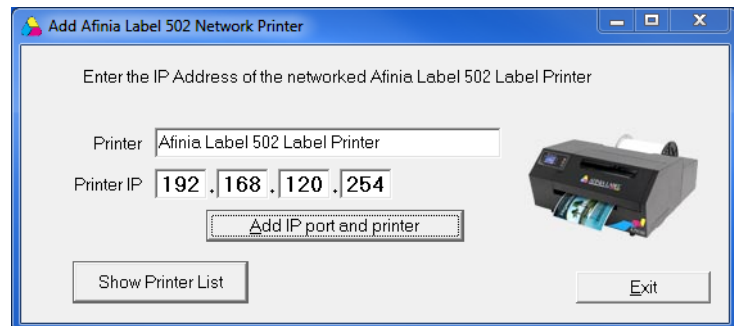 Add Afinia Label 502 Network Printer
Enter the IP Address of the networked Afinia Label 502 Label Printer
Printer Afinia Label 502 Label Printer
Printer IP 192.168.120.254
Add IP port and printer
AFINIA LABEL
Show Printer List
Exit